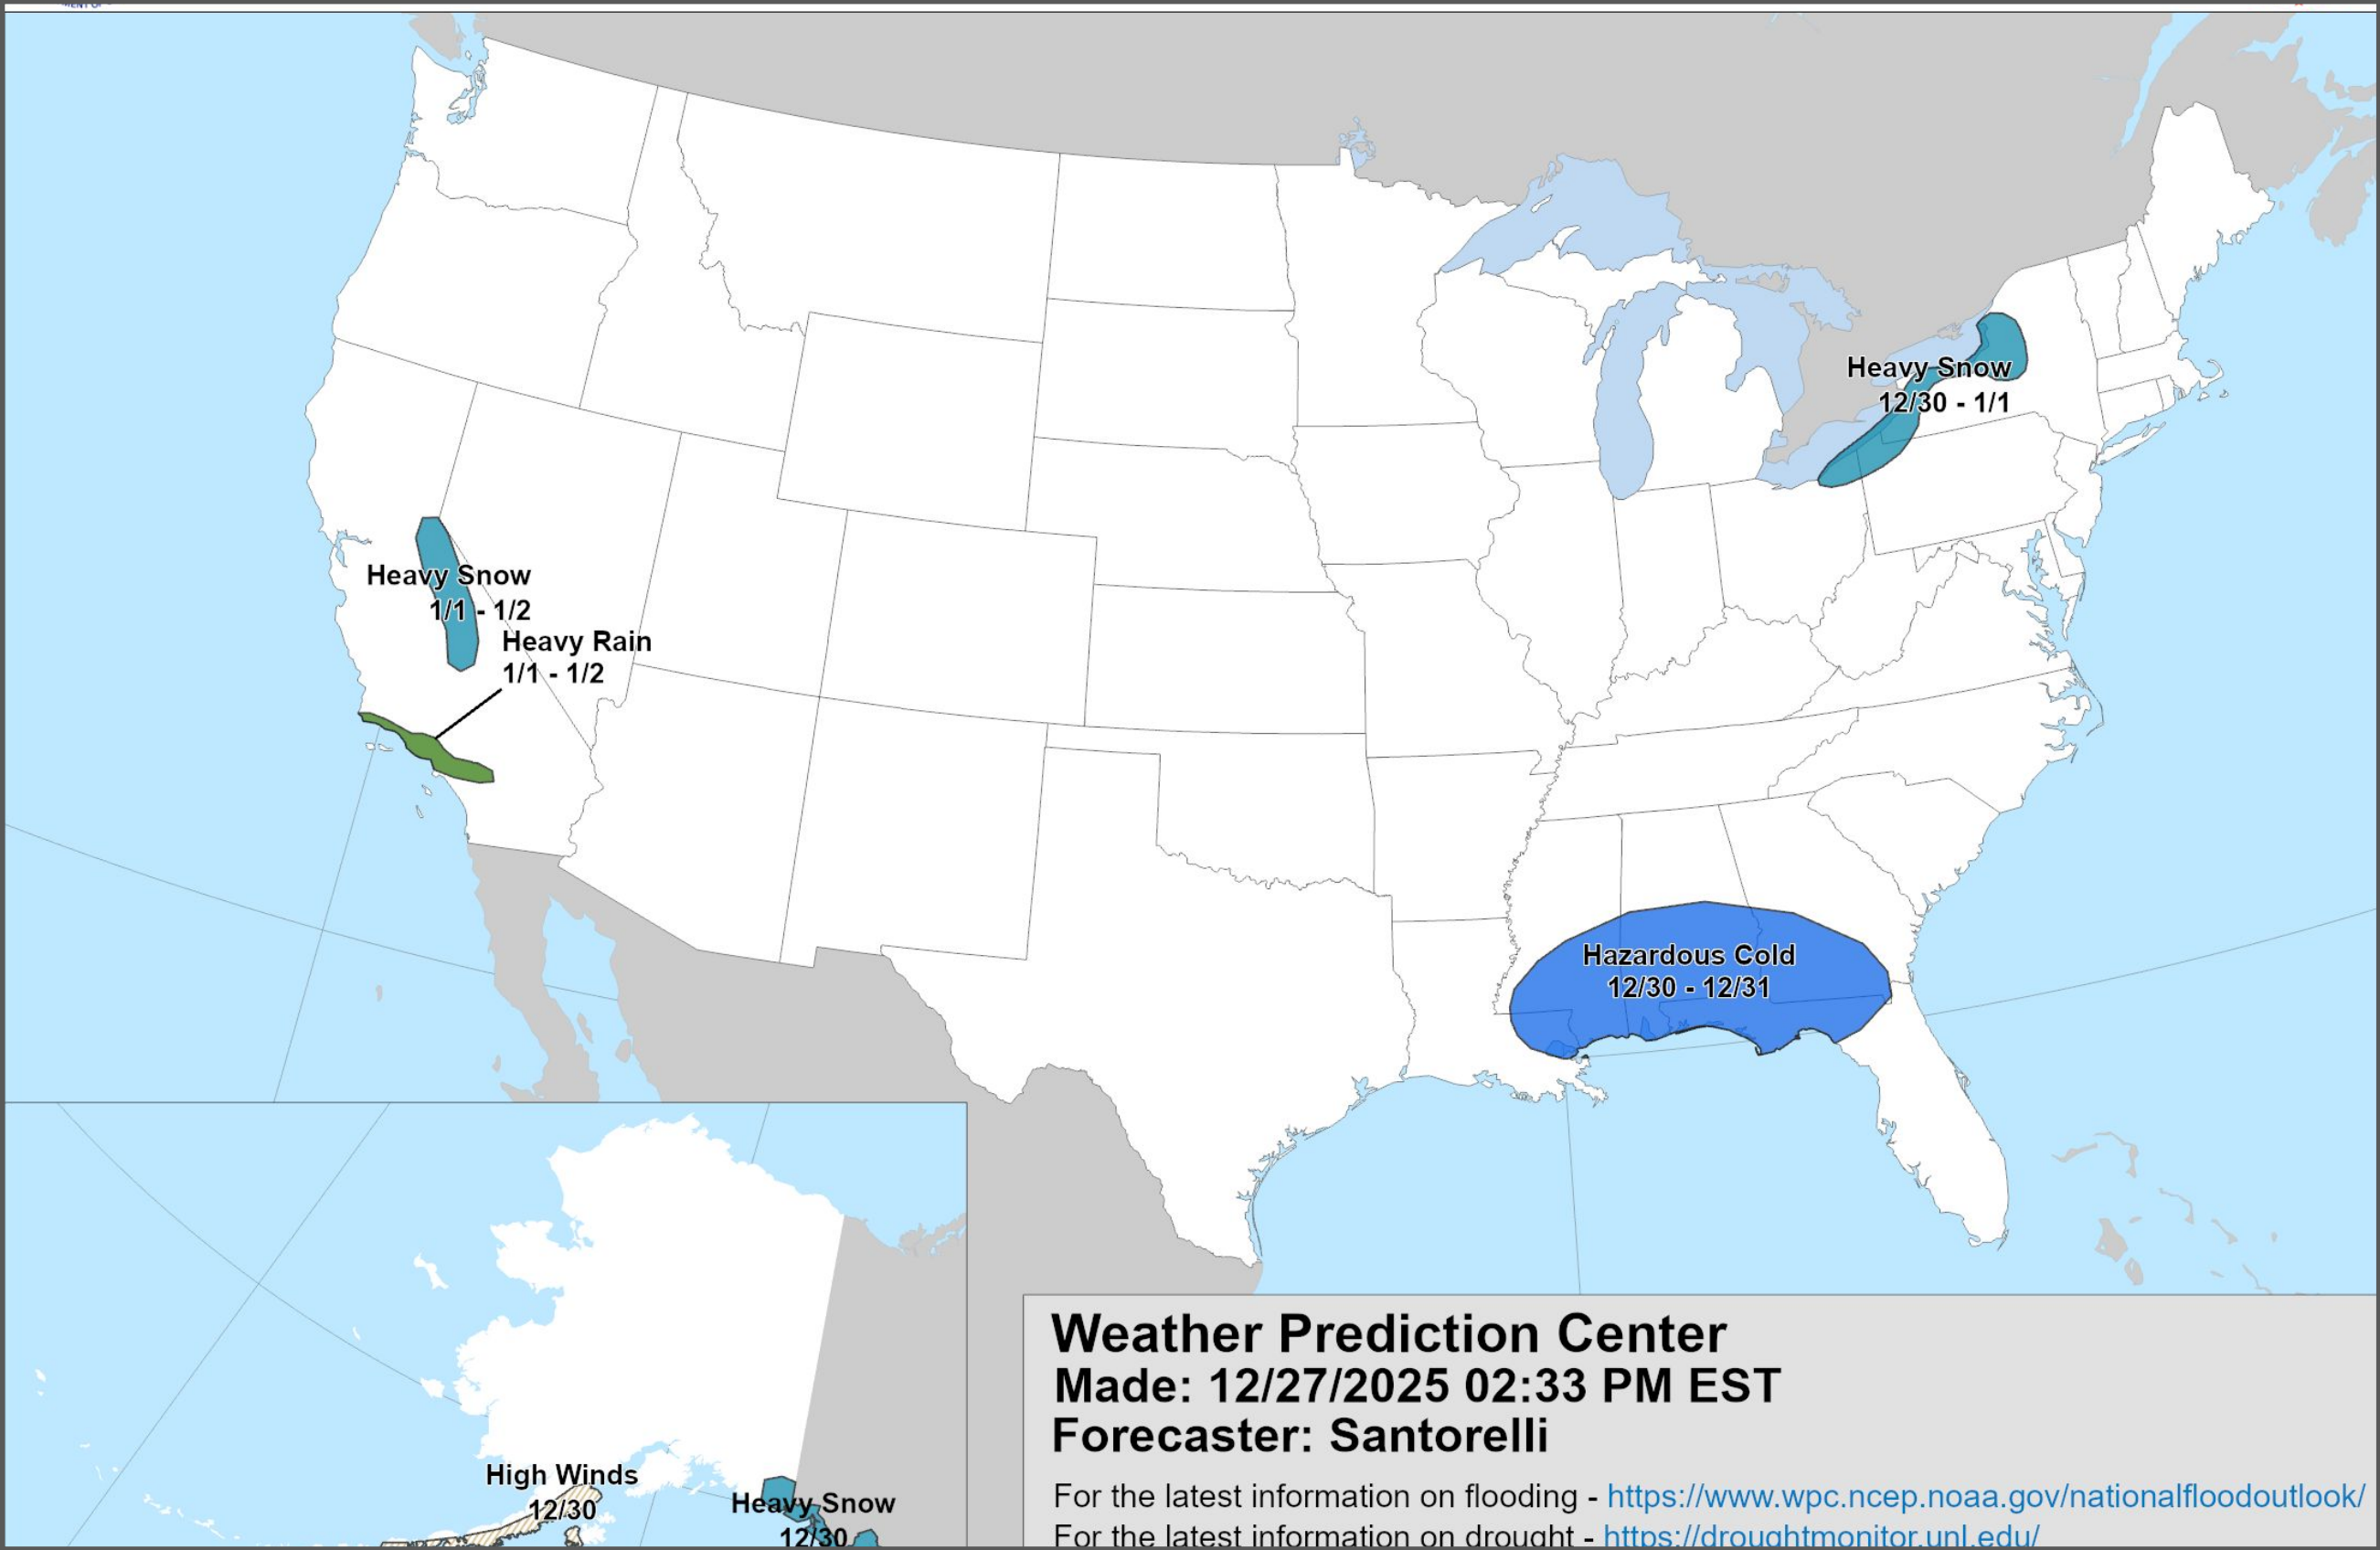 Heavy Snow
12/30 - 1/1
Heavy Snow
1/1 - 1/2
Heavy Rain
1/1 - 1/2
Hazardous Cold
12/30 - 12/31
High Winds
12/30
Heavy Snow
12/30
Weather Prediction Center
Made: 12/27/2025 02:33 PM EST
Forecaster: Santorelli
For the latest information on flooding - https://www.wpc.ncep.noaa.gov/nationalfloodoutlook/
For the latest information on drought - https://droughtmonitor.unl.edu/